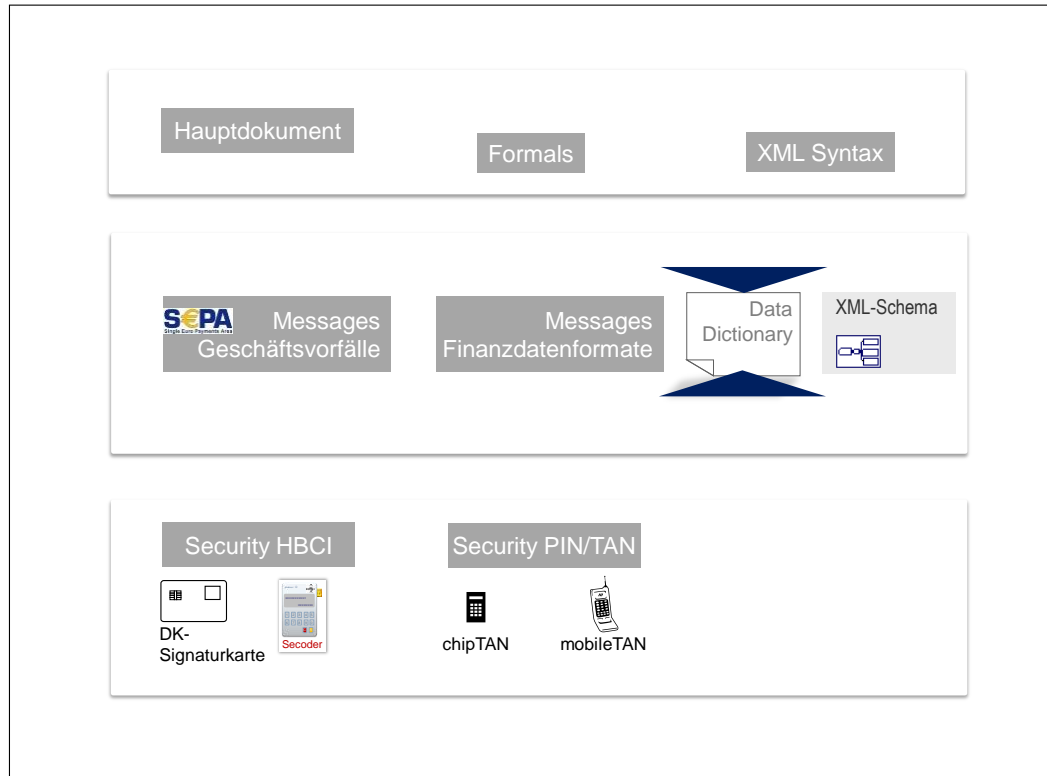 Hauptdokument
Formals
XML Syntax
S€PA
Single Euro Payments Area
Messages
Geschäftsvorfälle
Messages
Finanzdatenformate
Data
Dictionary
XML-Schema
Security HBCI
Security PIN/TAN
DK-
Signaturkarte
Secoder
chipTAN
mobileTAN